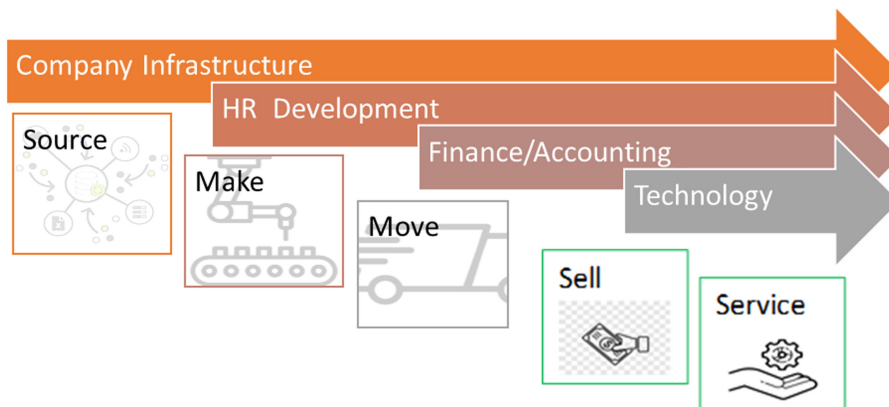 Company Infrastructure
HR Development
Finance/Accounting
Technology
Source
Make
Move
Sell
Service